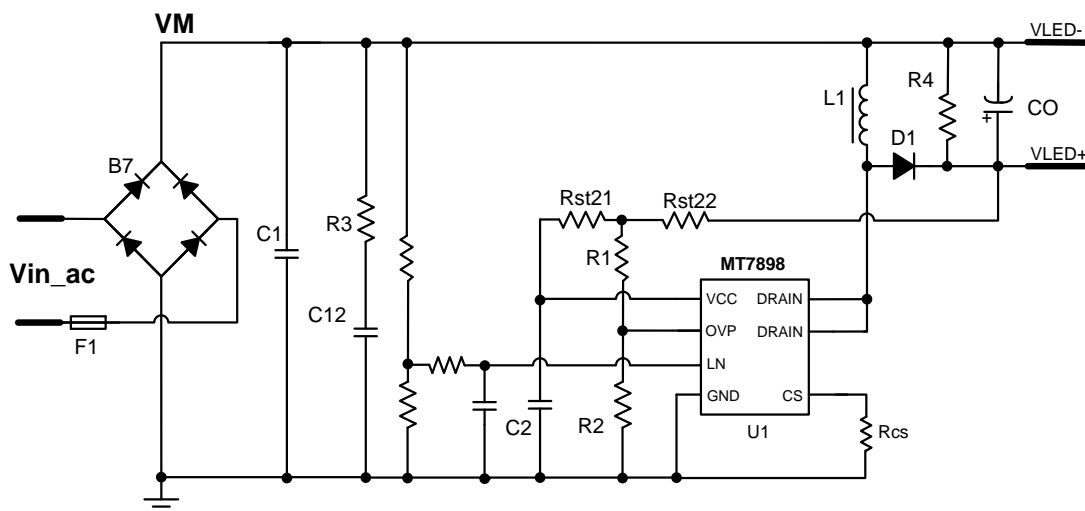 VM
VLED-
R4
L1
CO
D1
VLED+
B7
Rst21
Rst22
C1
R3
R1
MT7898
Vin_ac
VCC
DRAIN
C12
OVP
DRAIN
F1
LN
GND
CS
C2
R2
U1
Rcs
+